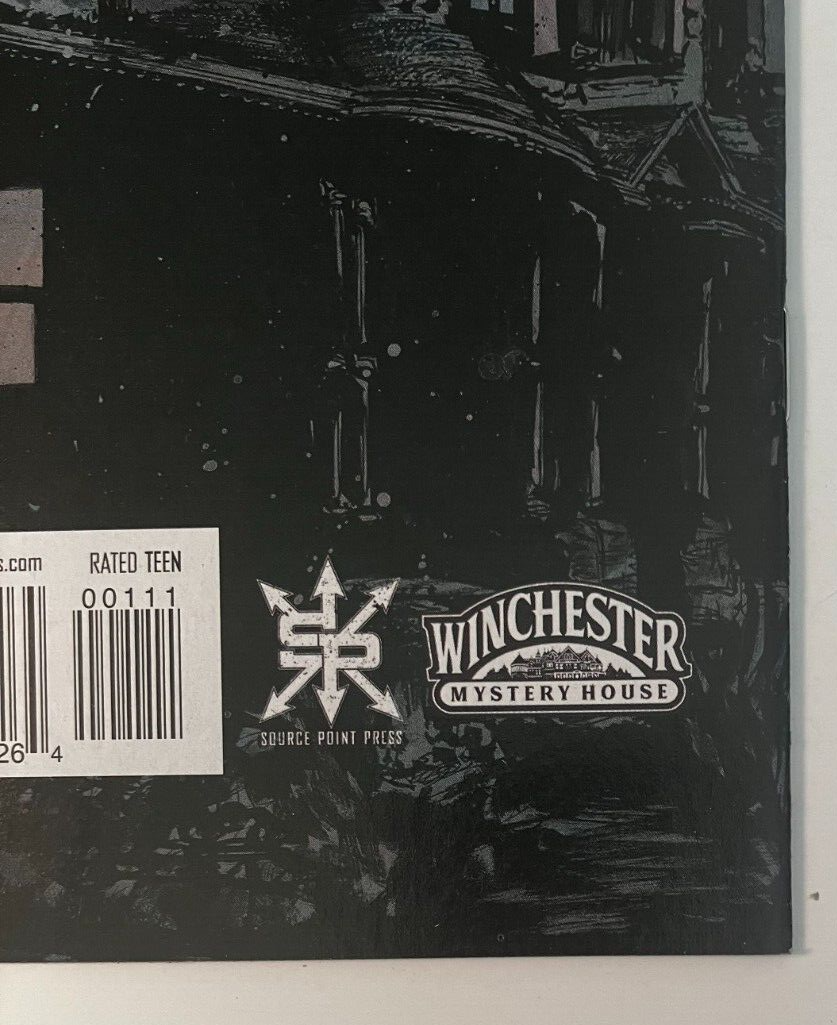 s.com RATED TEEN
00111
26 4
SOURCE POINT PRESS
WINCHESTER
MYSTERY HOUSE